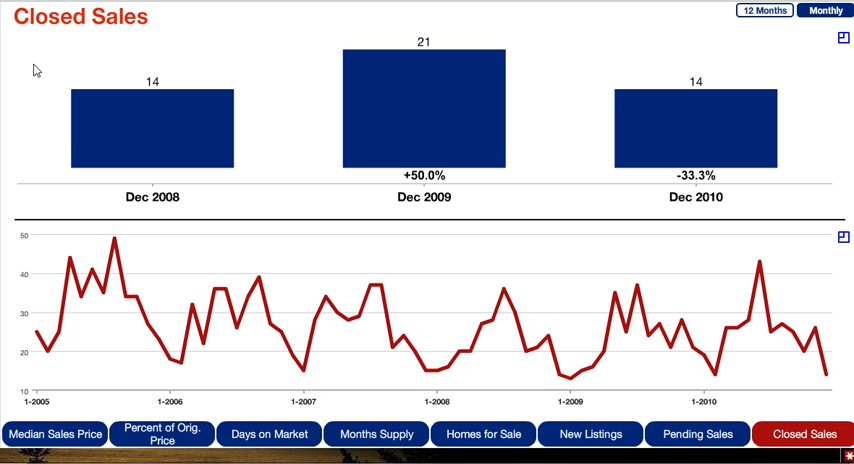 Closed Sales
12 Months
Monthly
14
21
14
+50.0%
-33.3%
Dec 2008
Dec 2009
Dec 2010
50
40
30
20
10
1-2005
1-2006
1-2007
1-2008
1-2009
1-2010
Median Sales Price
Percent of Orig.
Price
Days on Market
Months Supply
Homes for Sale
New Listings
Pending Sales
Closed Sales